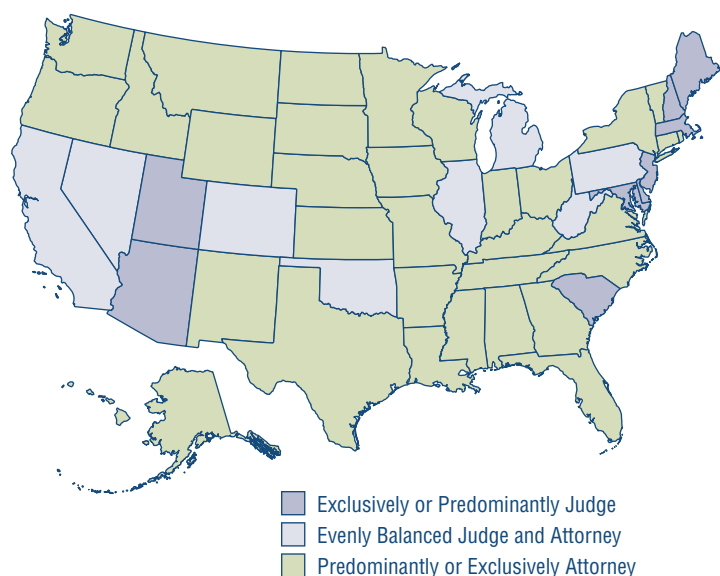 Exclusively or Predominantly Judge
Evenly Balanced Judge and Attorney
Predominantly or Exclusively Attorney